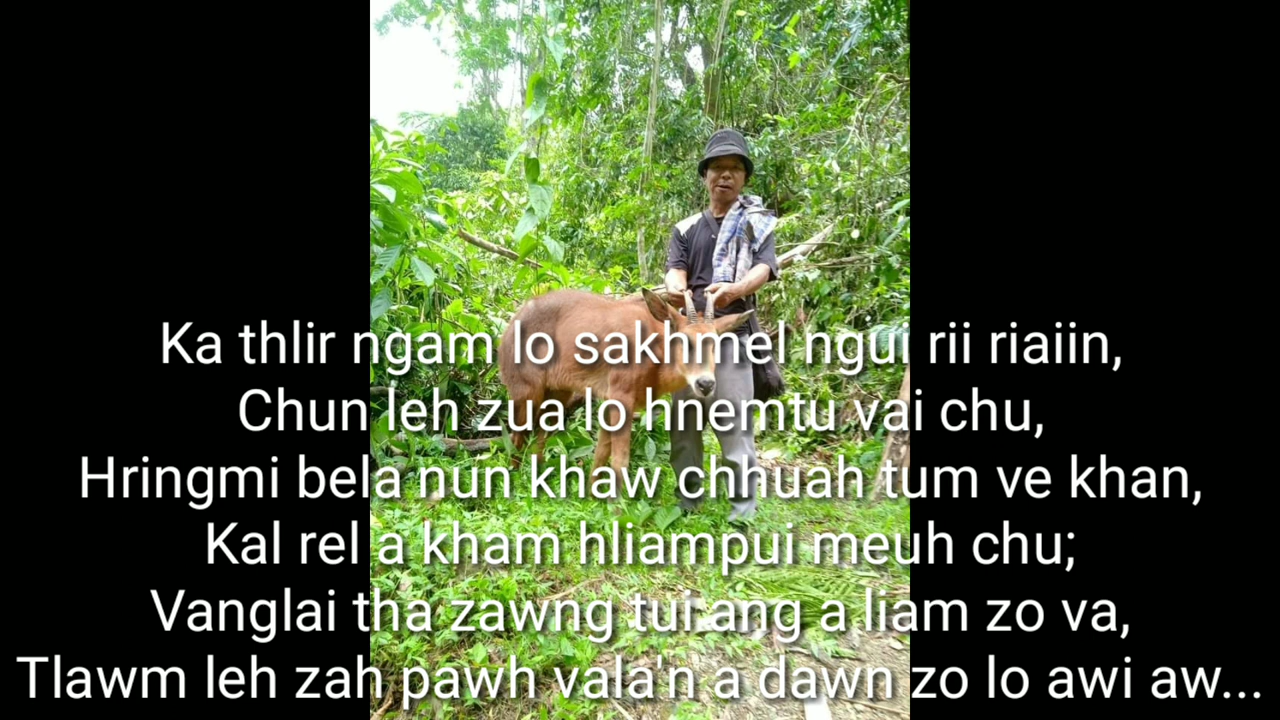 Ka thlir ngam lo sakhmel ngui rii riaiin,
Chun leh zua lo hnemtu vai chu,
Hringmi bela nun khaw chhuah tum ve khan,
Kal rel a kham hliampui meuh chu;
Vanglai tha zawng tui ang a liam zo va,
Tlawm leh zah pawh vala'n a dawn zo lo awi aw...